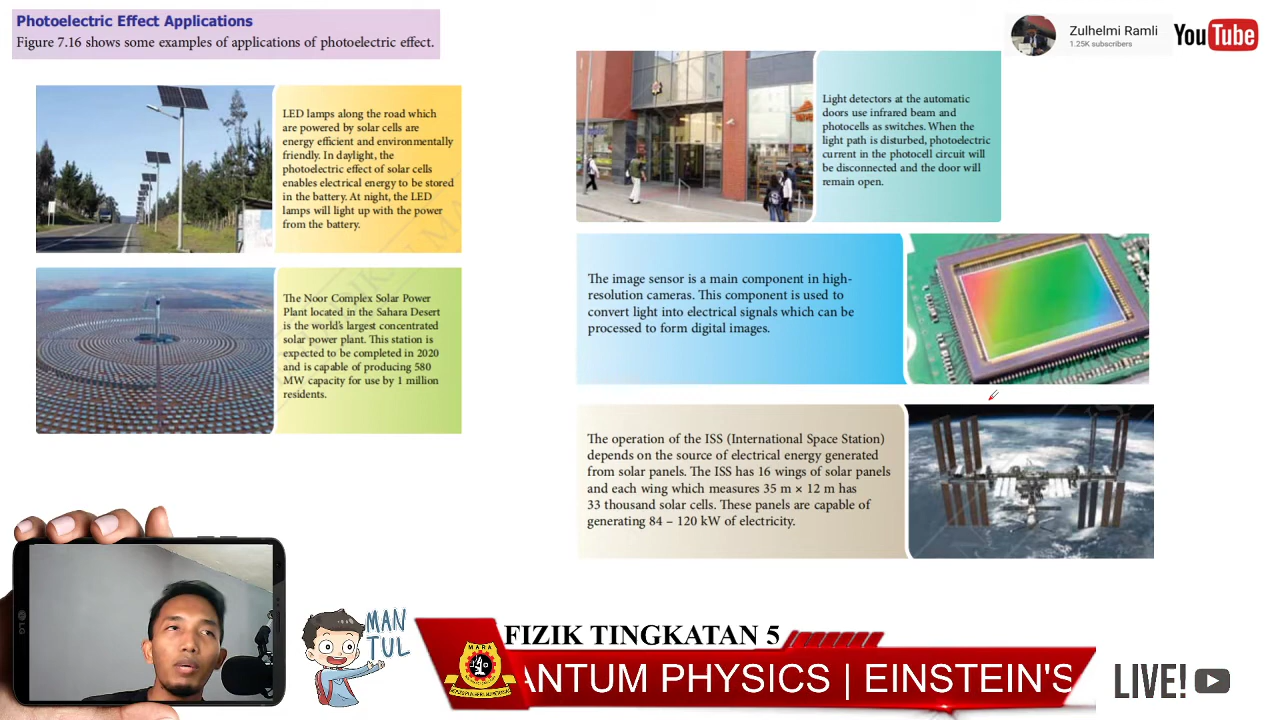 Photoelectric Effect Applications
Figure 7.16 shows some examples of applications of photoelectric effect.
Zulhelmi Ramli
1.25K subscribers
YouTube
LED lamps along the road which
are powered by solar cells are
energy efficient and environmentally
friendly. In daylight, the
photoelectric effect of solar cells
enables electrical energy to be stored
in the battery. At night, the LED
lamps will light up with the power
from the battery.
Light detectors at the automatic
doors use infrared beam and
photocells as switches. When the
light path is disturbed, photoelectric
current in the photocell circuit will
be disconnected and the door will
remain open.
The Noor Complex Solar Power
Plant located in the Sahara Desert
is the world's largest concentrated
solar power plant. This station is
expected to be completed in 2020
and is capable of producing 580
MW capacity for use by 1 million
residents.
The image sensor is a main component in high-
resolution cameras. This component is used to
convert light into electrical signals which can be
processed to form digital images.
The operation of the ISS (International Space Station)
depends on the source of electrical energy generated
from solar panels. The ISS has 16 wings of solar panels
and each wing which measures 35 m × 12 m has
33 thousand solar cells. These panels are capable of
generating 84 – 120 kW of electricity.
LG
MAN
TUL
FIZIK TINGKATAN 5
MARA
ANTUM PHYSICS | EINSTEIN'S
LIVE!